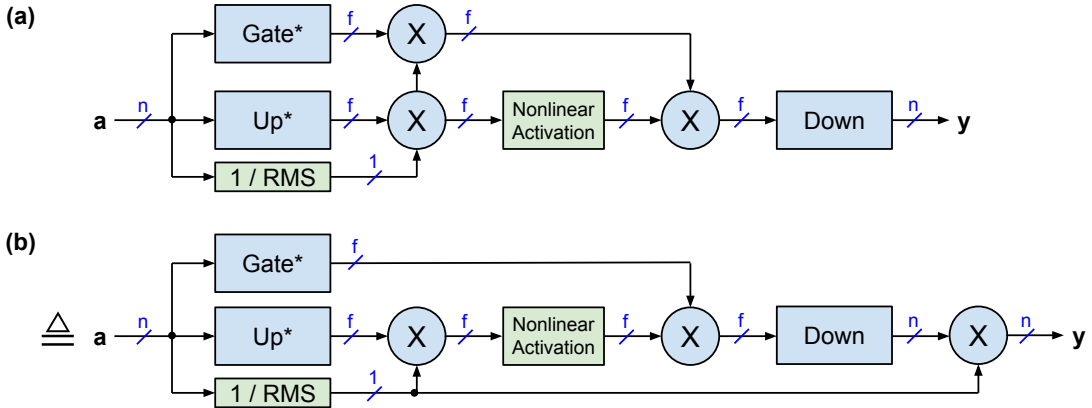 (a)
Gate* f X f
a n Up* f X f Nonlinear Activation f X f Down n y
1 / RMS 1
(b)
Gate* f
≜ a n Up* f X f Nonlinear Activation f X f Down n X n y
1 / RMS 1